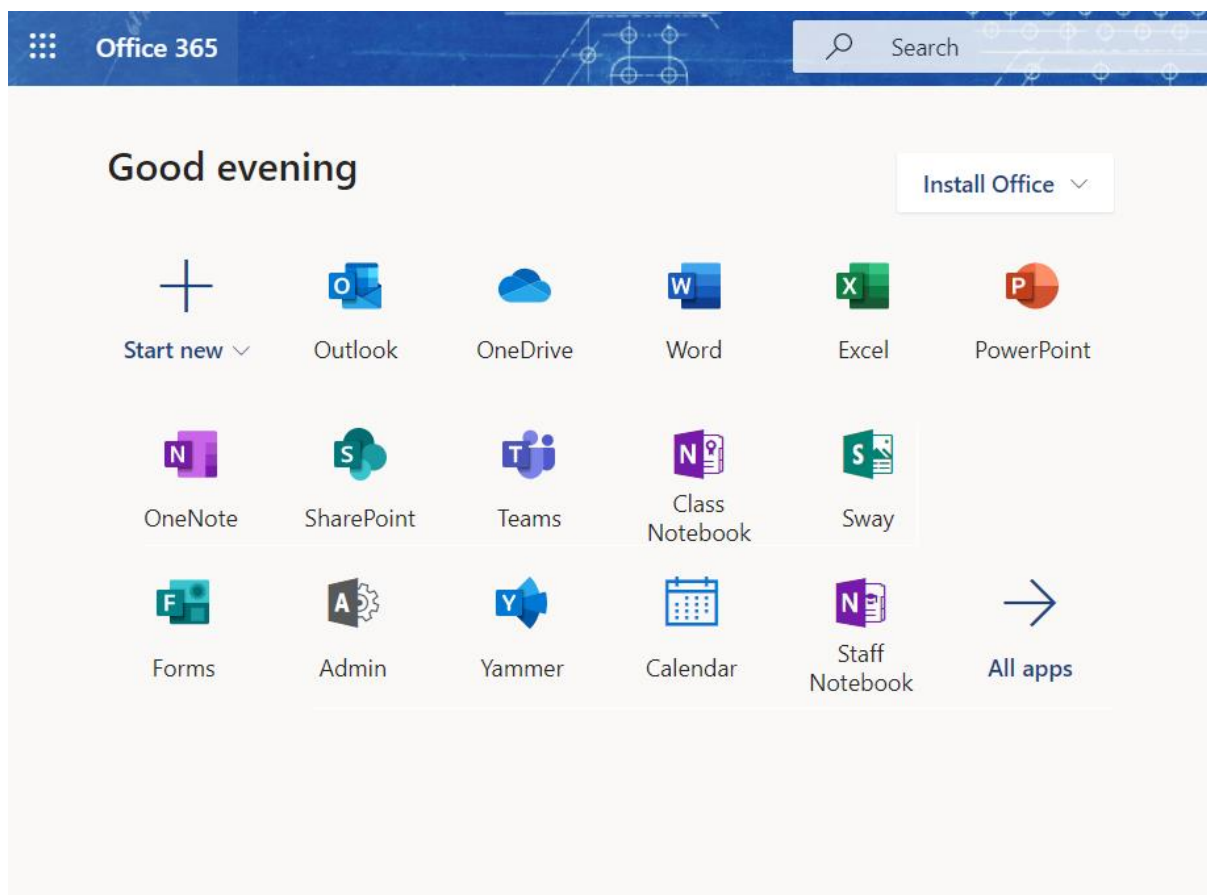 Office 365
Search
Good evening
Install Office
Start new
Outlook
OneDrive
Word
Excel
PowerPoint
OneNote
SharePoint
Teams
Class
Notebook
Sway
Forms
Admin
Yammer
Calendar
Staff
Notebook
All apps